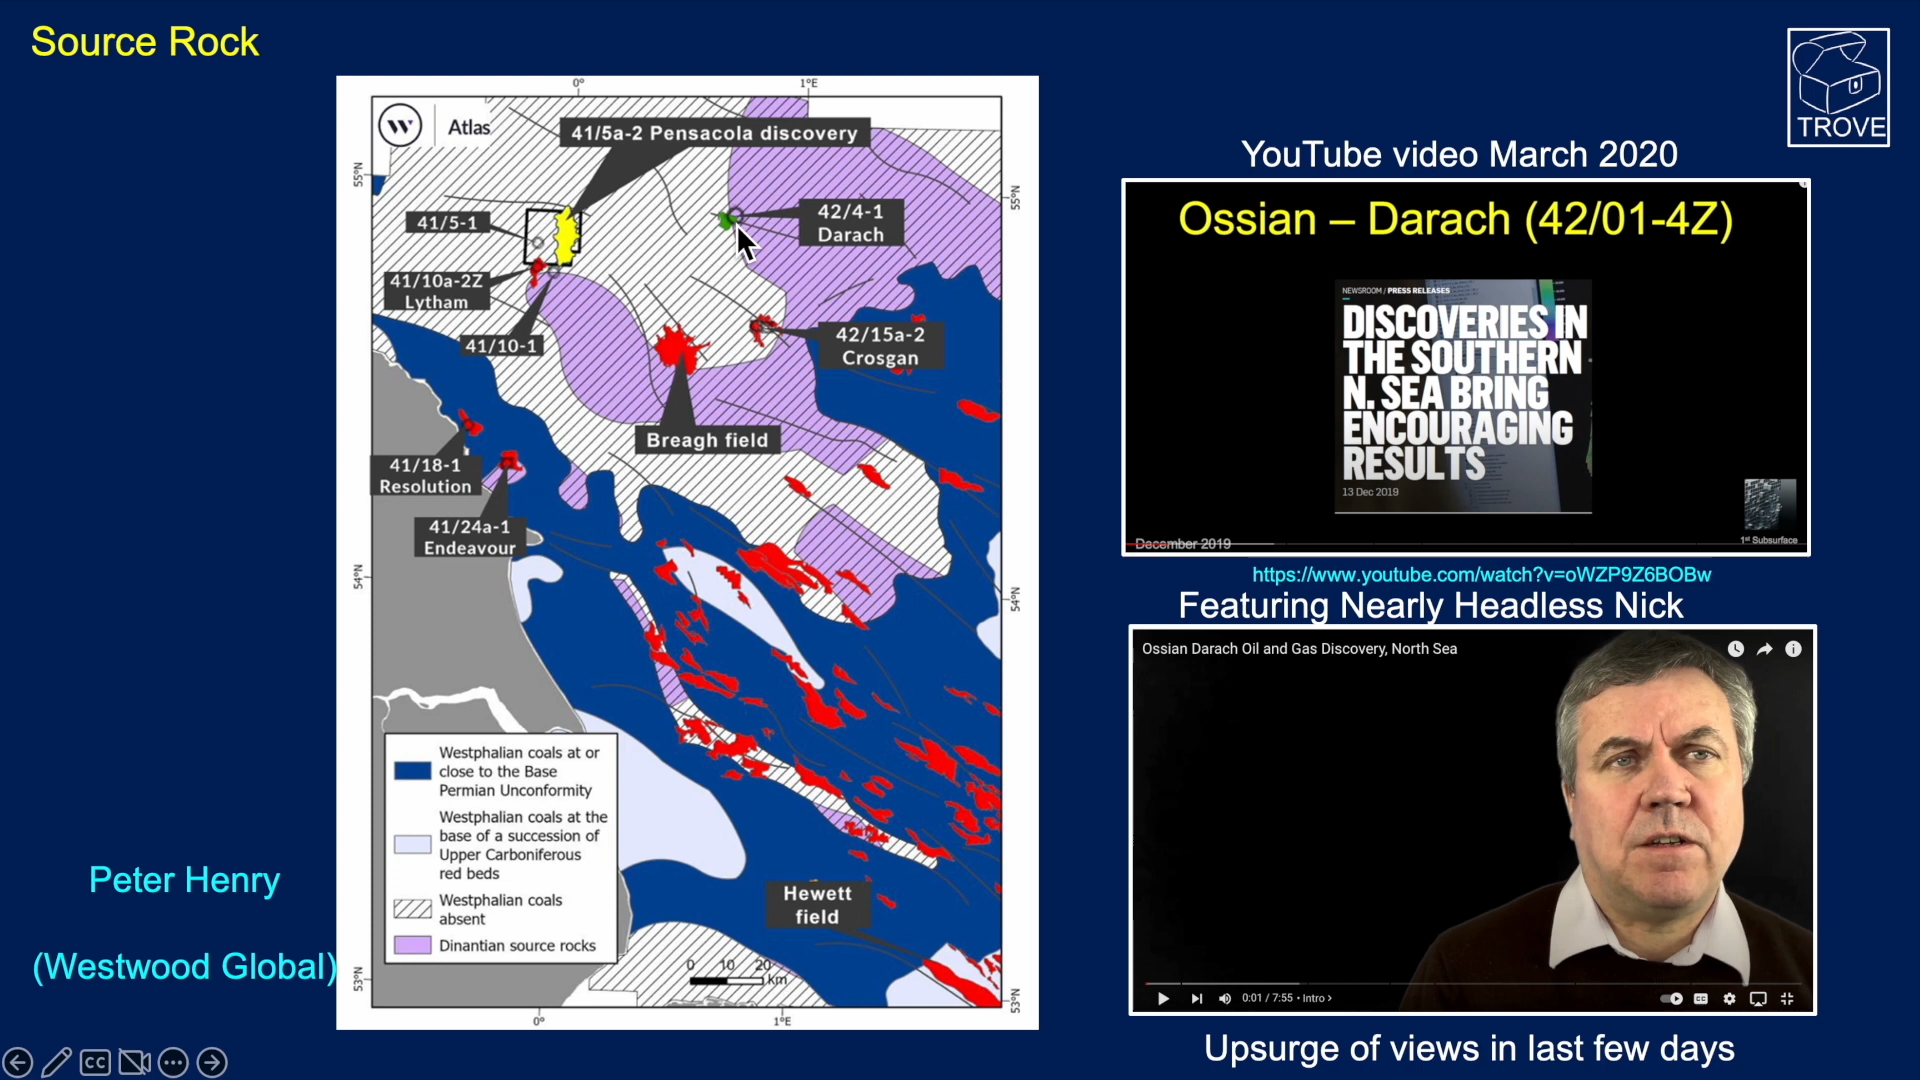 Source Rock
TROVE
0°
1°E
Atlas
41/5a-2 Pensacola discovery
55°N
55°N
41/5-1
42/4-1
Darach
41/10a-2Z
Lytham
41/10-1
42/15a-2
Crosgan
Breagh field
41/18-1
Resolution
41/24a-1
Endeavour
54°N
54°N
Westphalian coals at or
close to the Base
Permian Unconformity
Westphalian coals at the
base of a succession of
Upper Carboniferous
red beds
Westphalian coals
absent
Dinantian source rocks
Hewett
field
0 10 20
km
53°N
53°N
0°
1°E
Peter Henry
(Westwood Global)
YouTube video March 2020
Ossian – Darach (42/01-4Z)
NEWSROOM / PRESS RELEASES
DISCOVERIES IN
THE SOUTHERN
N. SEA BRING
ENCOURAGING
RESULTS
13 Dec 2019
December 2019
1st Subsurface
https://www.youtube.com/watch?v=oWZP9Z6BOBw
Featuring Nearly Headless Nick
Ossian Darach Oil and Gas Discovery, North Sea
0:01 / 7:55 • Intro >
CC
Upsurge of views in last few days
CC